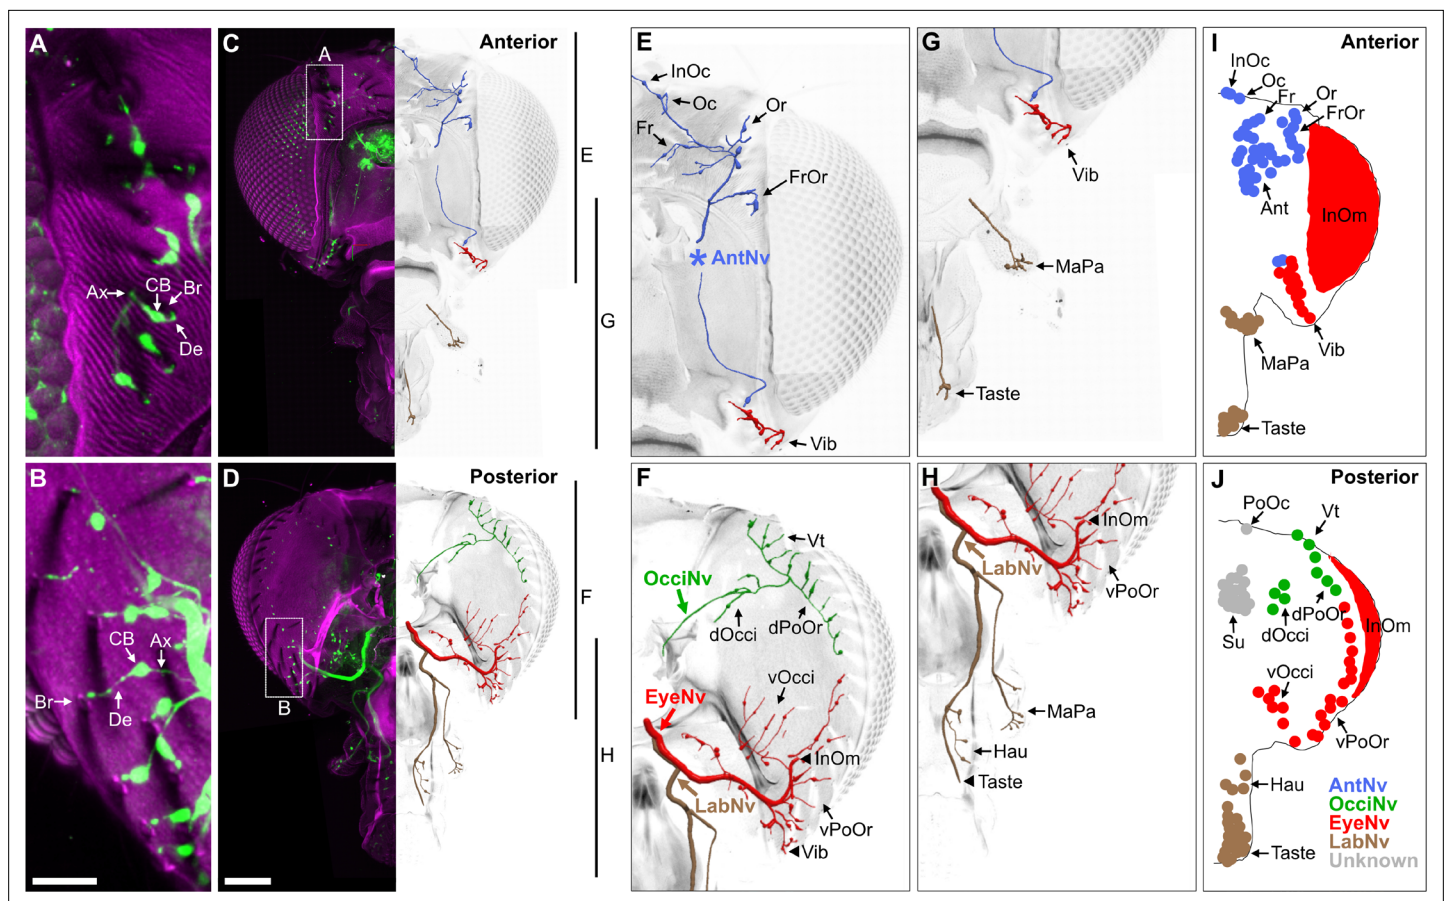 A
Ax
CB
Br
De
B
CB
Ax
Br
De
C
Anterior
A
E
G
D
Posterior
B
F
H
E
InOc
Oc
Or
Fr
FrOr
*AntNv
Vib
F
Vt
OcciNv
dOcci
dPoOr
vOcci
EyeNv
InOm
LabNv
vPoOr
Vib
G
Vib
MaPa
Taste
H
InOm
LabNv
vPoOr
MaPa
Hau
Taste
I
Anterior
InOc
Oc
Fr
Or
FrOr
Ant
InOm
Vib
MaPa
Taste
J
Posterior
PoOc
Vt
Su
dOcci
dPoOr
InOm
vOcci
vPoOr
Hau
Taste
AntNv
OcciNv
EyeNv
LabNv
Unknown